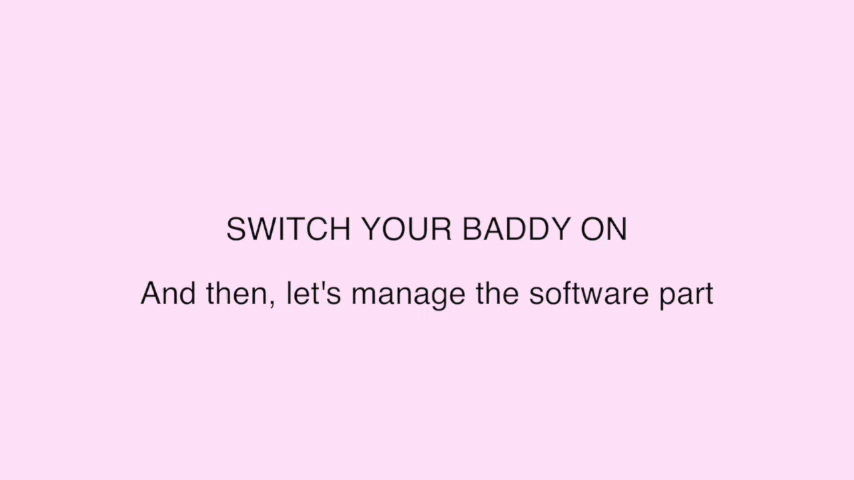 SWITCH YOUR BADDY ON
And then, let's manage the software part